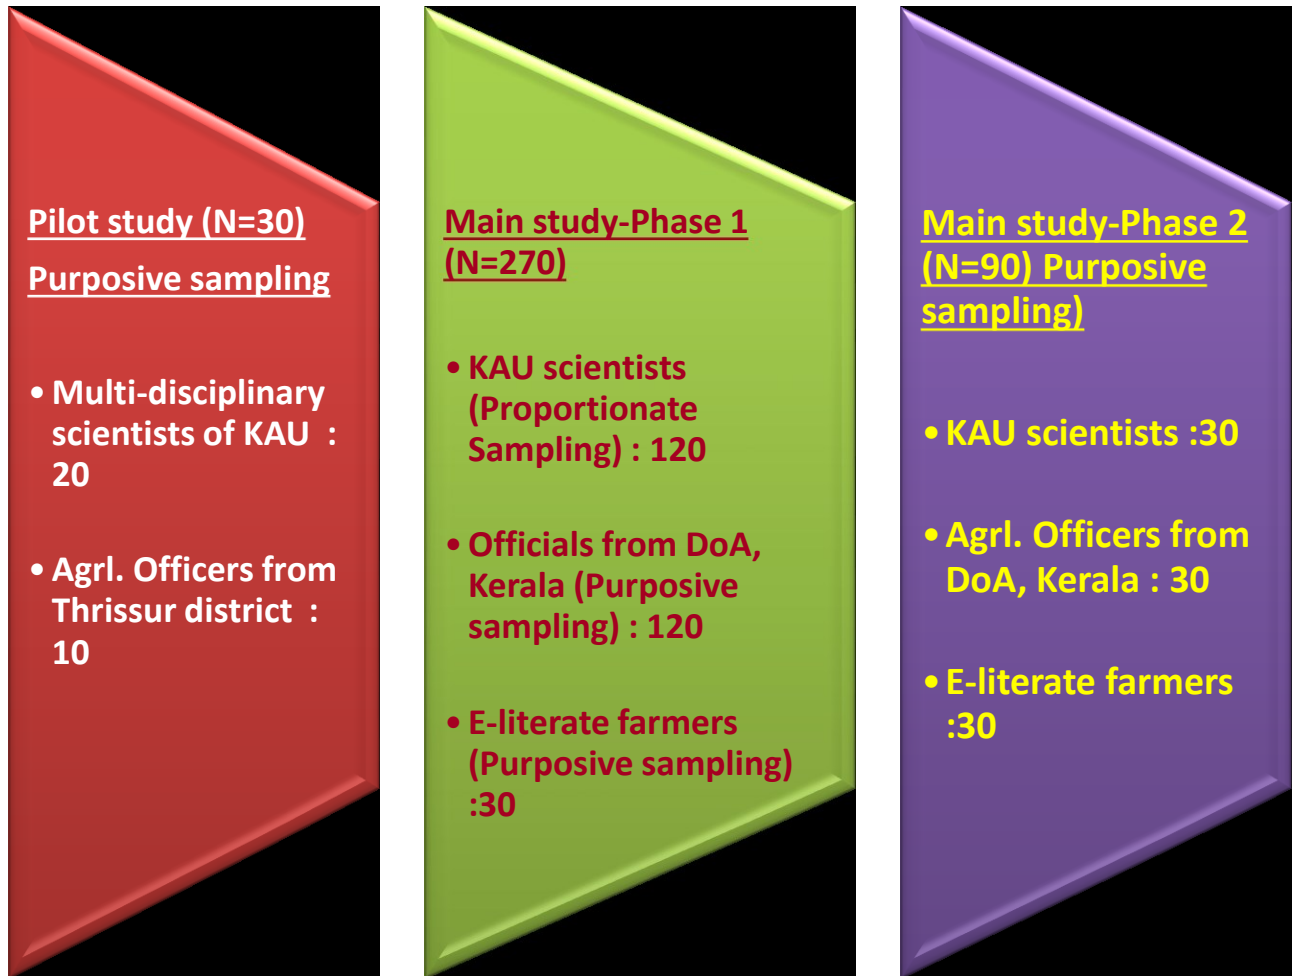 Pilot study (N=30)
Purposive sampling
• Multi-disciplinary
scientists of KAU :
20
• Agrl. Officers from
Thrissur district :
10
Main study-Phase 1
(N=270)
• KAU scientists
(Proportionate
Sampling) : 120
• Officials from DoA,
Kerala (Purposive
sampling) : 120
• E-literate farmers
(Purposive sampling)
:30
Main study-Phase 2
(N=90) Purposive
sampling)
• KAU scientists :30
• Agrl. Officers from
DoA, Kerala : 30
• E-literate farmers
:30